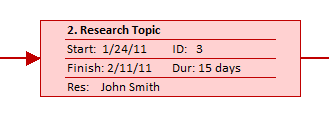 2. Research Topic
Start: 1/24/11 ID: 3
Finish: 2/11/11 Dur: 15 days
Res: John Smith